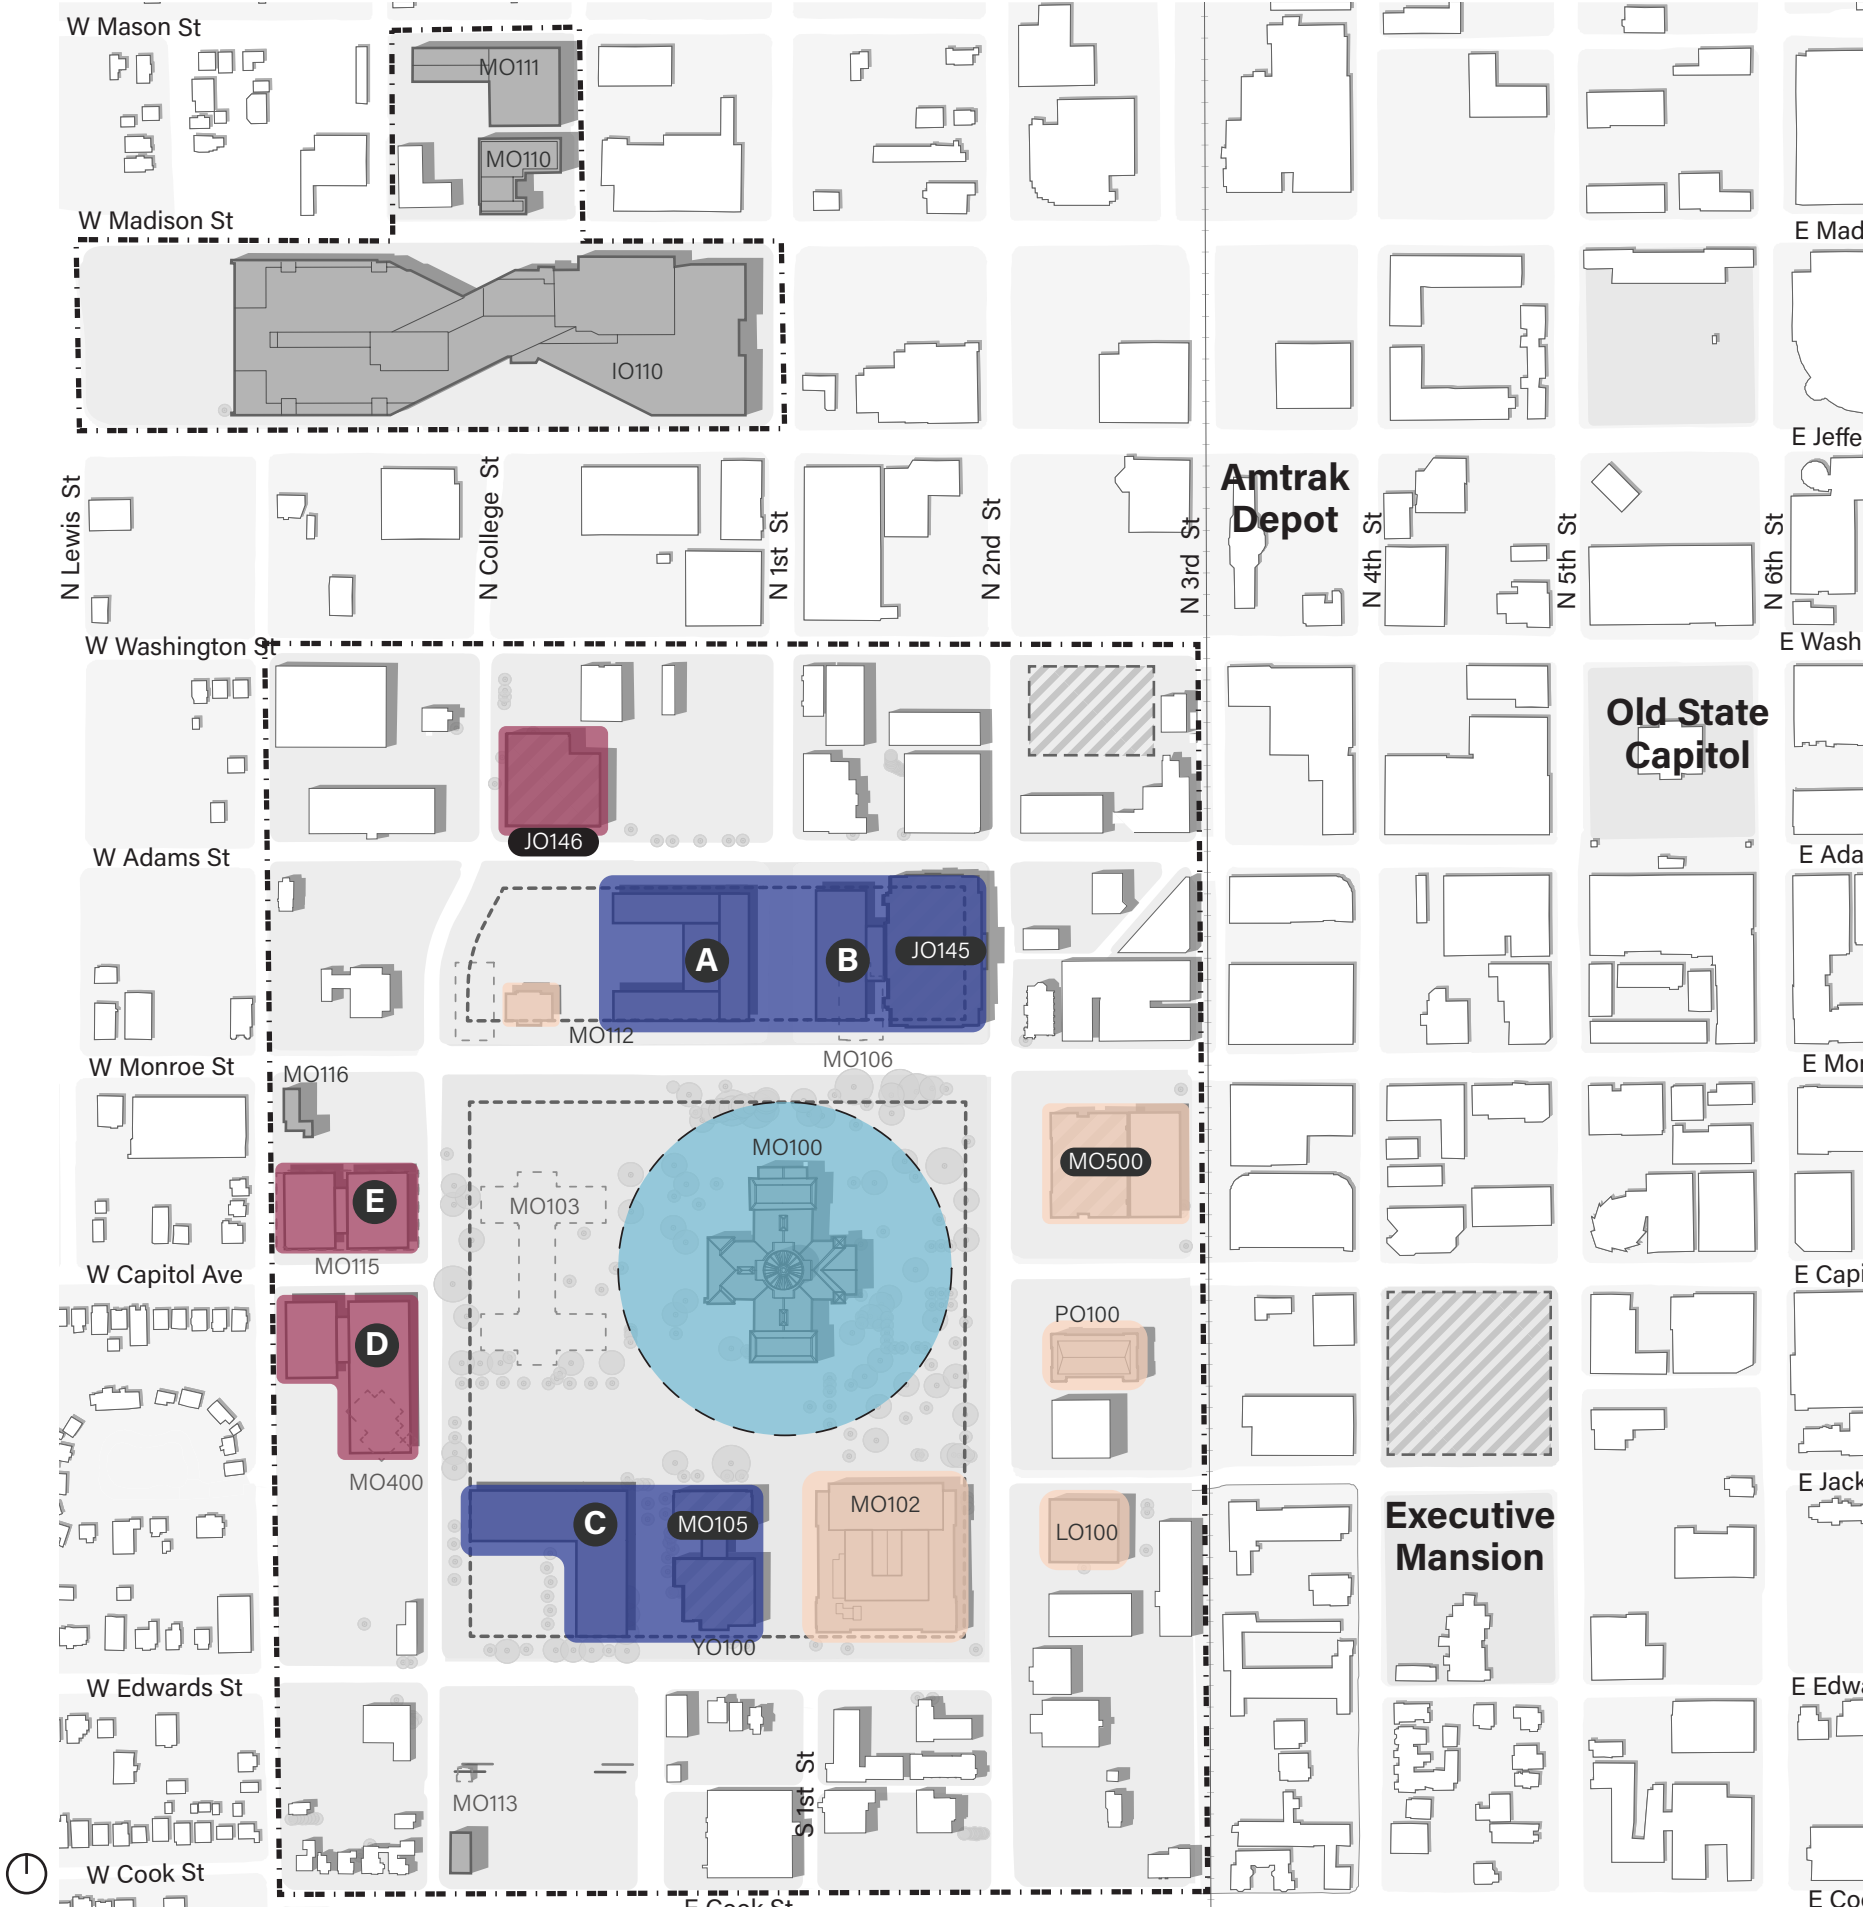 W Mason St
MO111
MO110
W Madison St
E Mad
IO110
E Jeffe
N Lewis St
N College St
N 1st St
N 2nd St
N 3rd St
Amtrak
Depot
N 4th St
N 5th St
N 6th St
W Washington St
E Wash
Old State
Capitol
JO146
W Adams St
E Ada
A
B
JO145
MO112
MO106
W Monroe St
E Mon
MO116
MO100
MO500
E
MO103
MO115
W Capitol Ave
E Capi
PO100
D
MO400
E Jack
C
MO105
MO102
LO100
Executive
Mansion
YO100
W Edwards St
E Edwa
S 1st St
MO113
W Cook St
E Cook St
E Coo